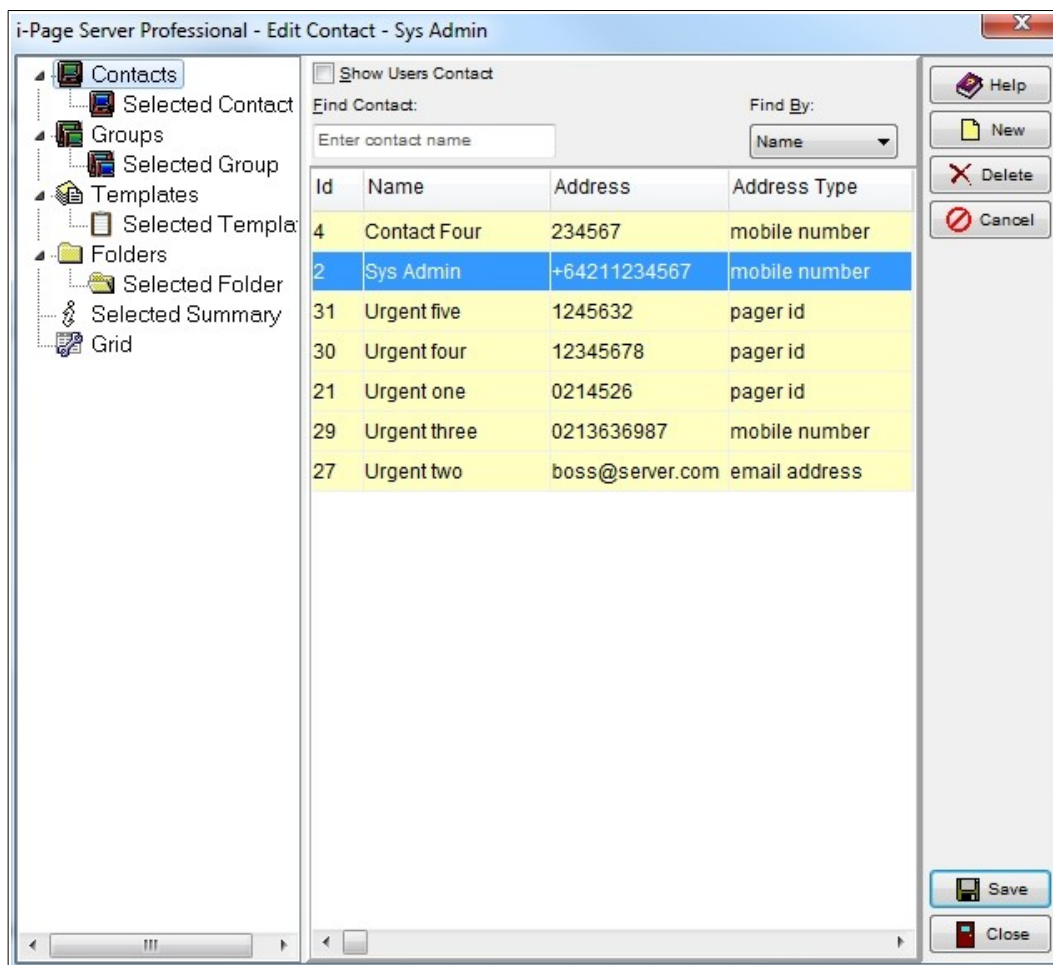 i-Page Server Professional - Edit Contact - Sys Admin
X
Contacts
Selected Contact
Groups
Selected Group
Templates
Selected Templa
Folders
Selected Folder
Selected Summary
Grid
Show Users Contact
Find Contact: Find By:
Enter contact name Name
Id Name Address Address Type
4 Contact Four 234567 mobile number
2 Sys Admin +64211234567 mobile number
31 Urgent five 1245632 pager id
30 Urgent four 12345678 pager id
21 Urgent one 0214526 pager id
29 Urgent three 0213636987 mobile number
27 Urgent two boss@server.com email address
Help
New
Delete
Cancel
Save
Close